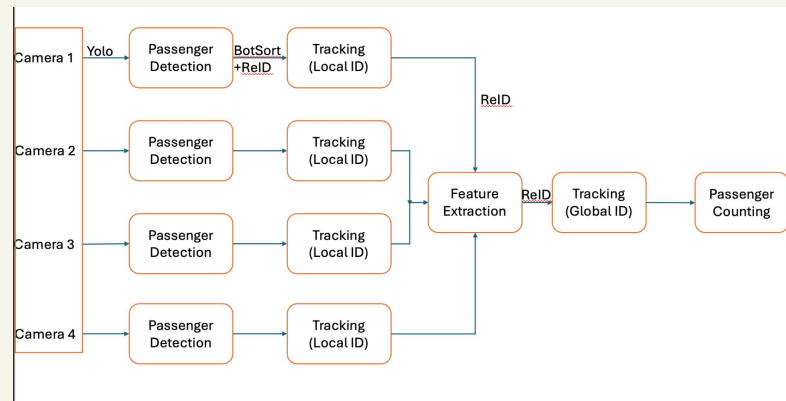 Camera 1
Yolo
Passenger
Detection
BotSort
+ReID
Tracking
(Local ID)
ReID
Camera 2
Passenger
Detection
Tracking
(Local ID)
Feature
Extraction
ReID
Tracking
(Global ID)
Passenger
Counting
Camera 3
Passenger
Detection
Tracking
(Local ID)
Camera 4
Passenger
Detection
Tracking
(Local ID)